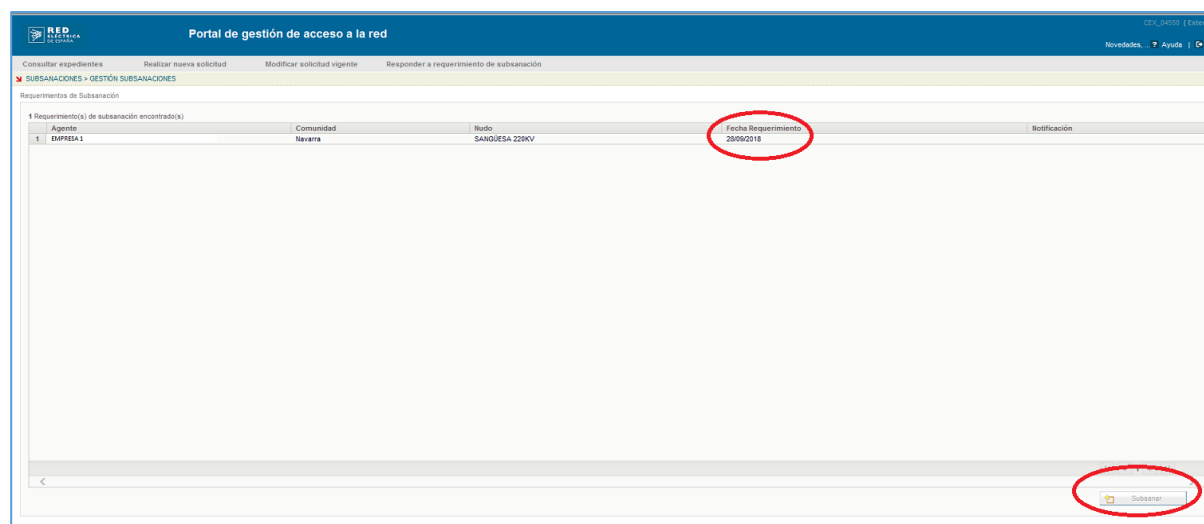 CEX_04550 [Exter
RED
ELÉCTRICA
DE ESPAÑA
Portal de gestión de acceso a la red
Novedades, ... ? Ayuda |
Consultar expedientes Realizar nueva solicitud Modificar solicitud vigente Responder a requerimiento de subsanación
SUBSANACIONES > GESTIÓN SUBSANACIONES
Requerimientos de Subsanación
1 Requerimiento(s) de subsanación encontrado(s)
Agente Comunidad Nudo Fecha Requerimiento Notificación
1 EMPRESA 1 Navarra SANGÜESA 220KV 28/09/2018
Subsanar